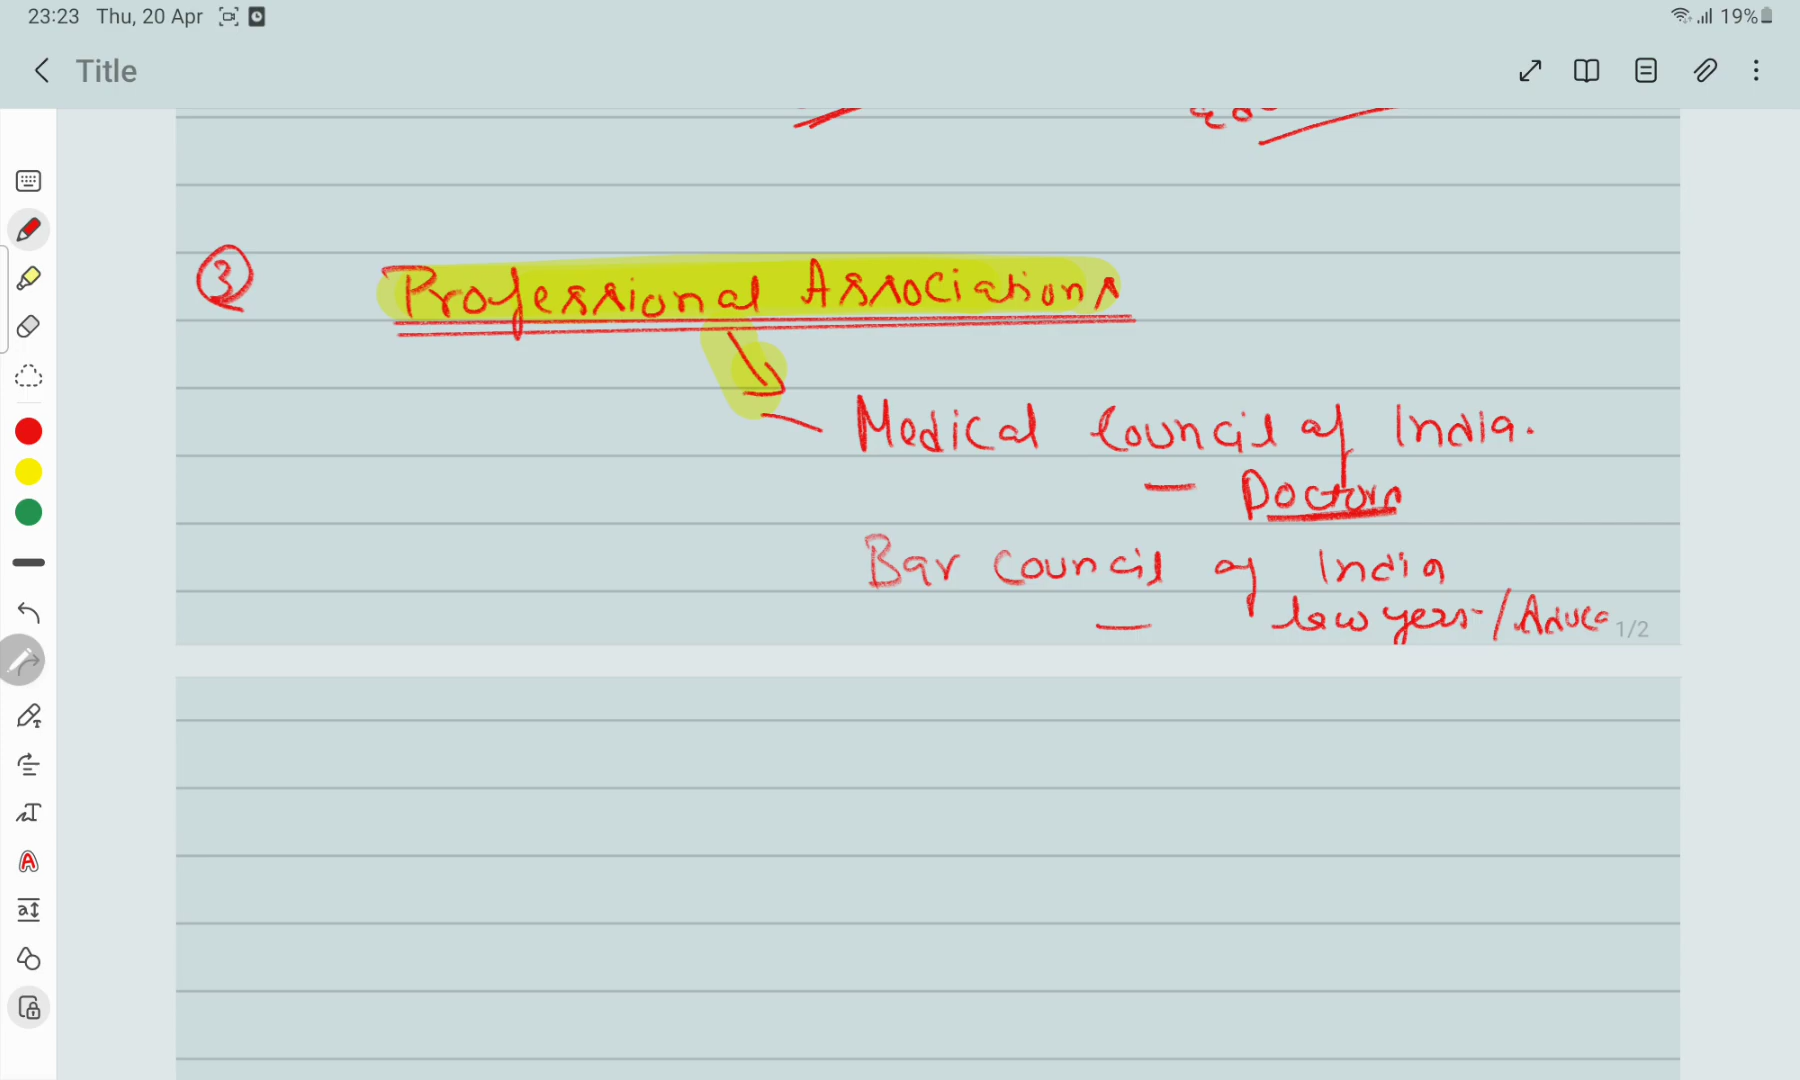 23:23 Thu, 20 Apr 19%
Title
3 Professional Associations
Medical Council of India.
— Doctors
Bar Council of India
— lawyers /
1/2